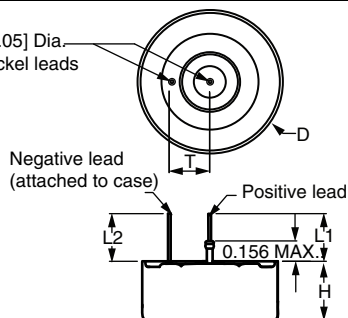 .05] Dia.
ckel leads
D
T
Negative lead
(attached to case)
Positive lead
L2
L1
0.156 MAX.
H